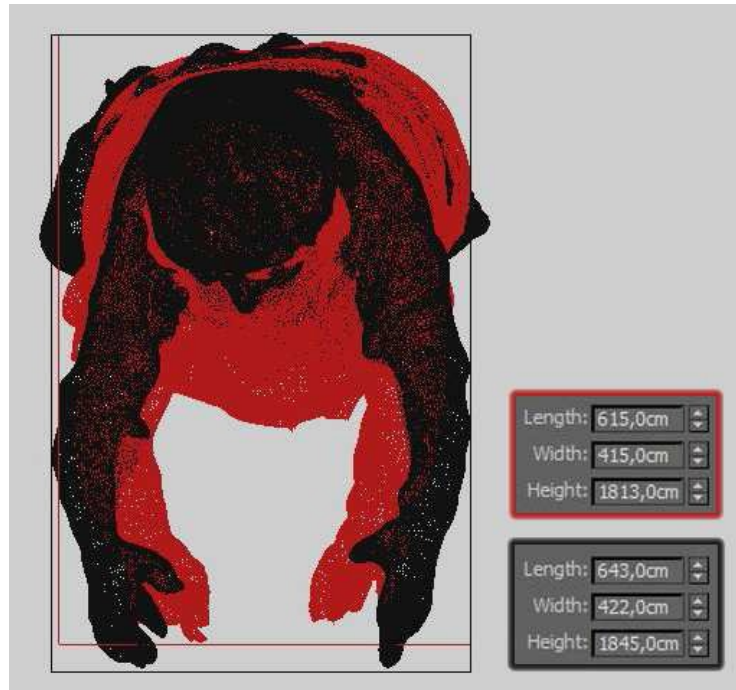 Length: 615,0cm
Width: 415,0cm
Height: 1813,0cm
Length: 643,0cm
Width: 422,0cm
Height: 1845,0cm